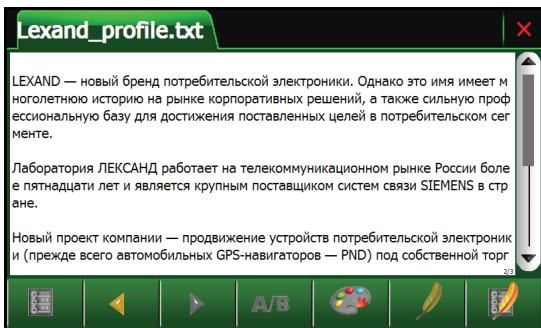 Lexand_profile.txt
LEXAND — новый бренд потребительской электроники. Однако это имя имеет м
ноголетнюю историю на рынке корпоративных решений, а также сильную проф
ессиональную базу для достижения поставленных целей в потребительском сег
менте.
Лаборатория ЛЕКСАНД работает на телекоммуникационном рынке России боле
е пятнадцати лет и является крупным поставщиком систем связи SIEMENS в стр
ане.
Новый проект компании — продвижение устройств потребительской электроник
и (прежде всего автомобильных GPS-навигаторов — PND) под собственной торг
2/3
A/B